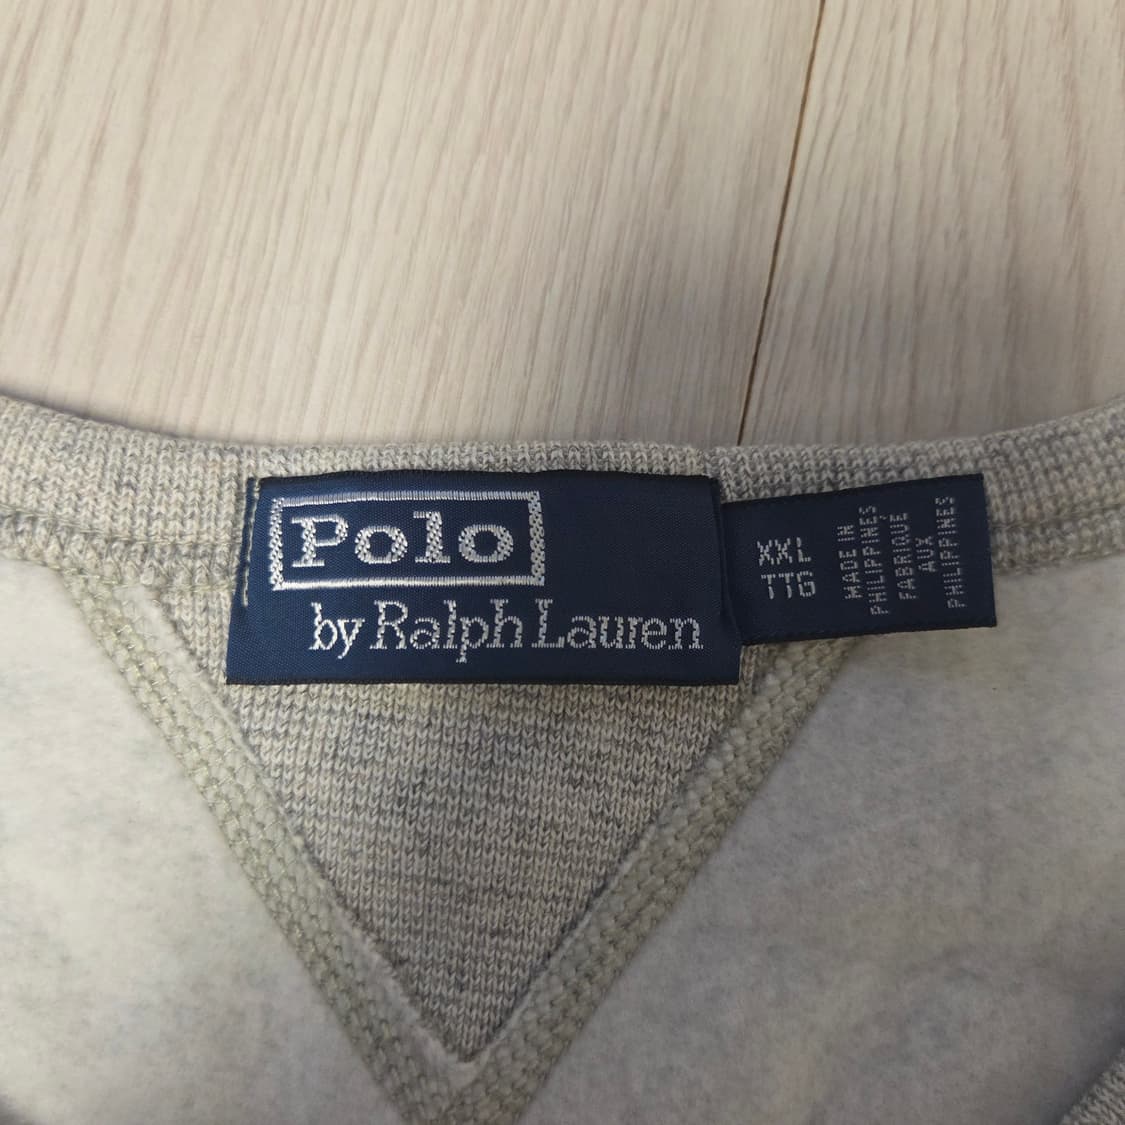 Polo
by Ralph Lauren
XXL
TTG
MADE IN
PHILIPPINES
FABRIQUE
AUX
PHILIPPINES